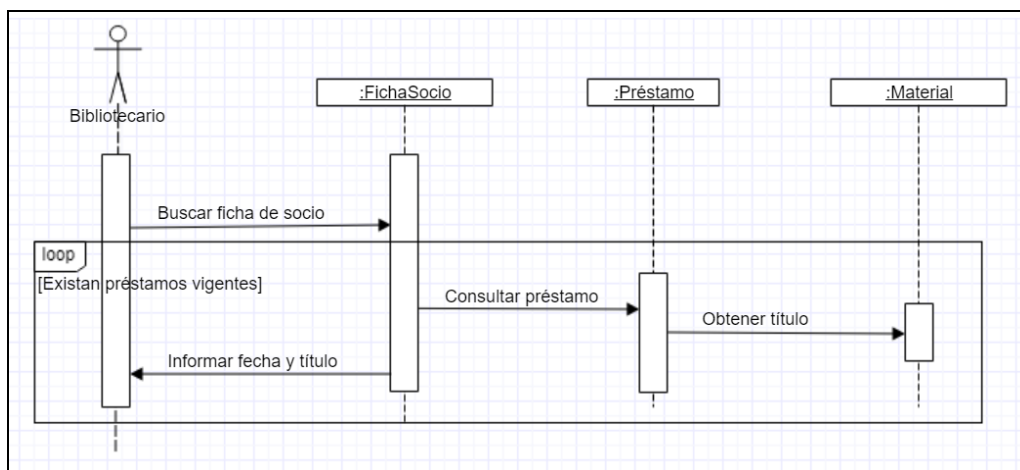 Bibliotecario
:FichaSocio
:Préstamo
:Material
Buscar ficha de socio
loop
[Existan préstamos vigentes]
Consultar préstamo
Obtener título
Informar fecha y título